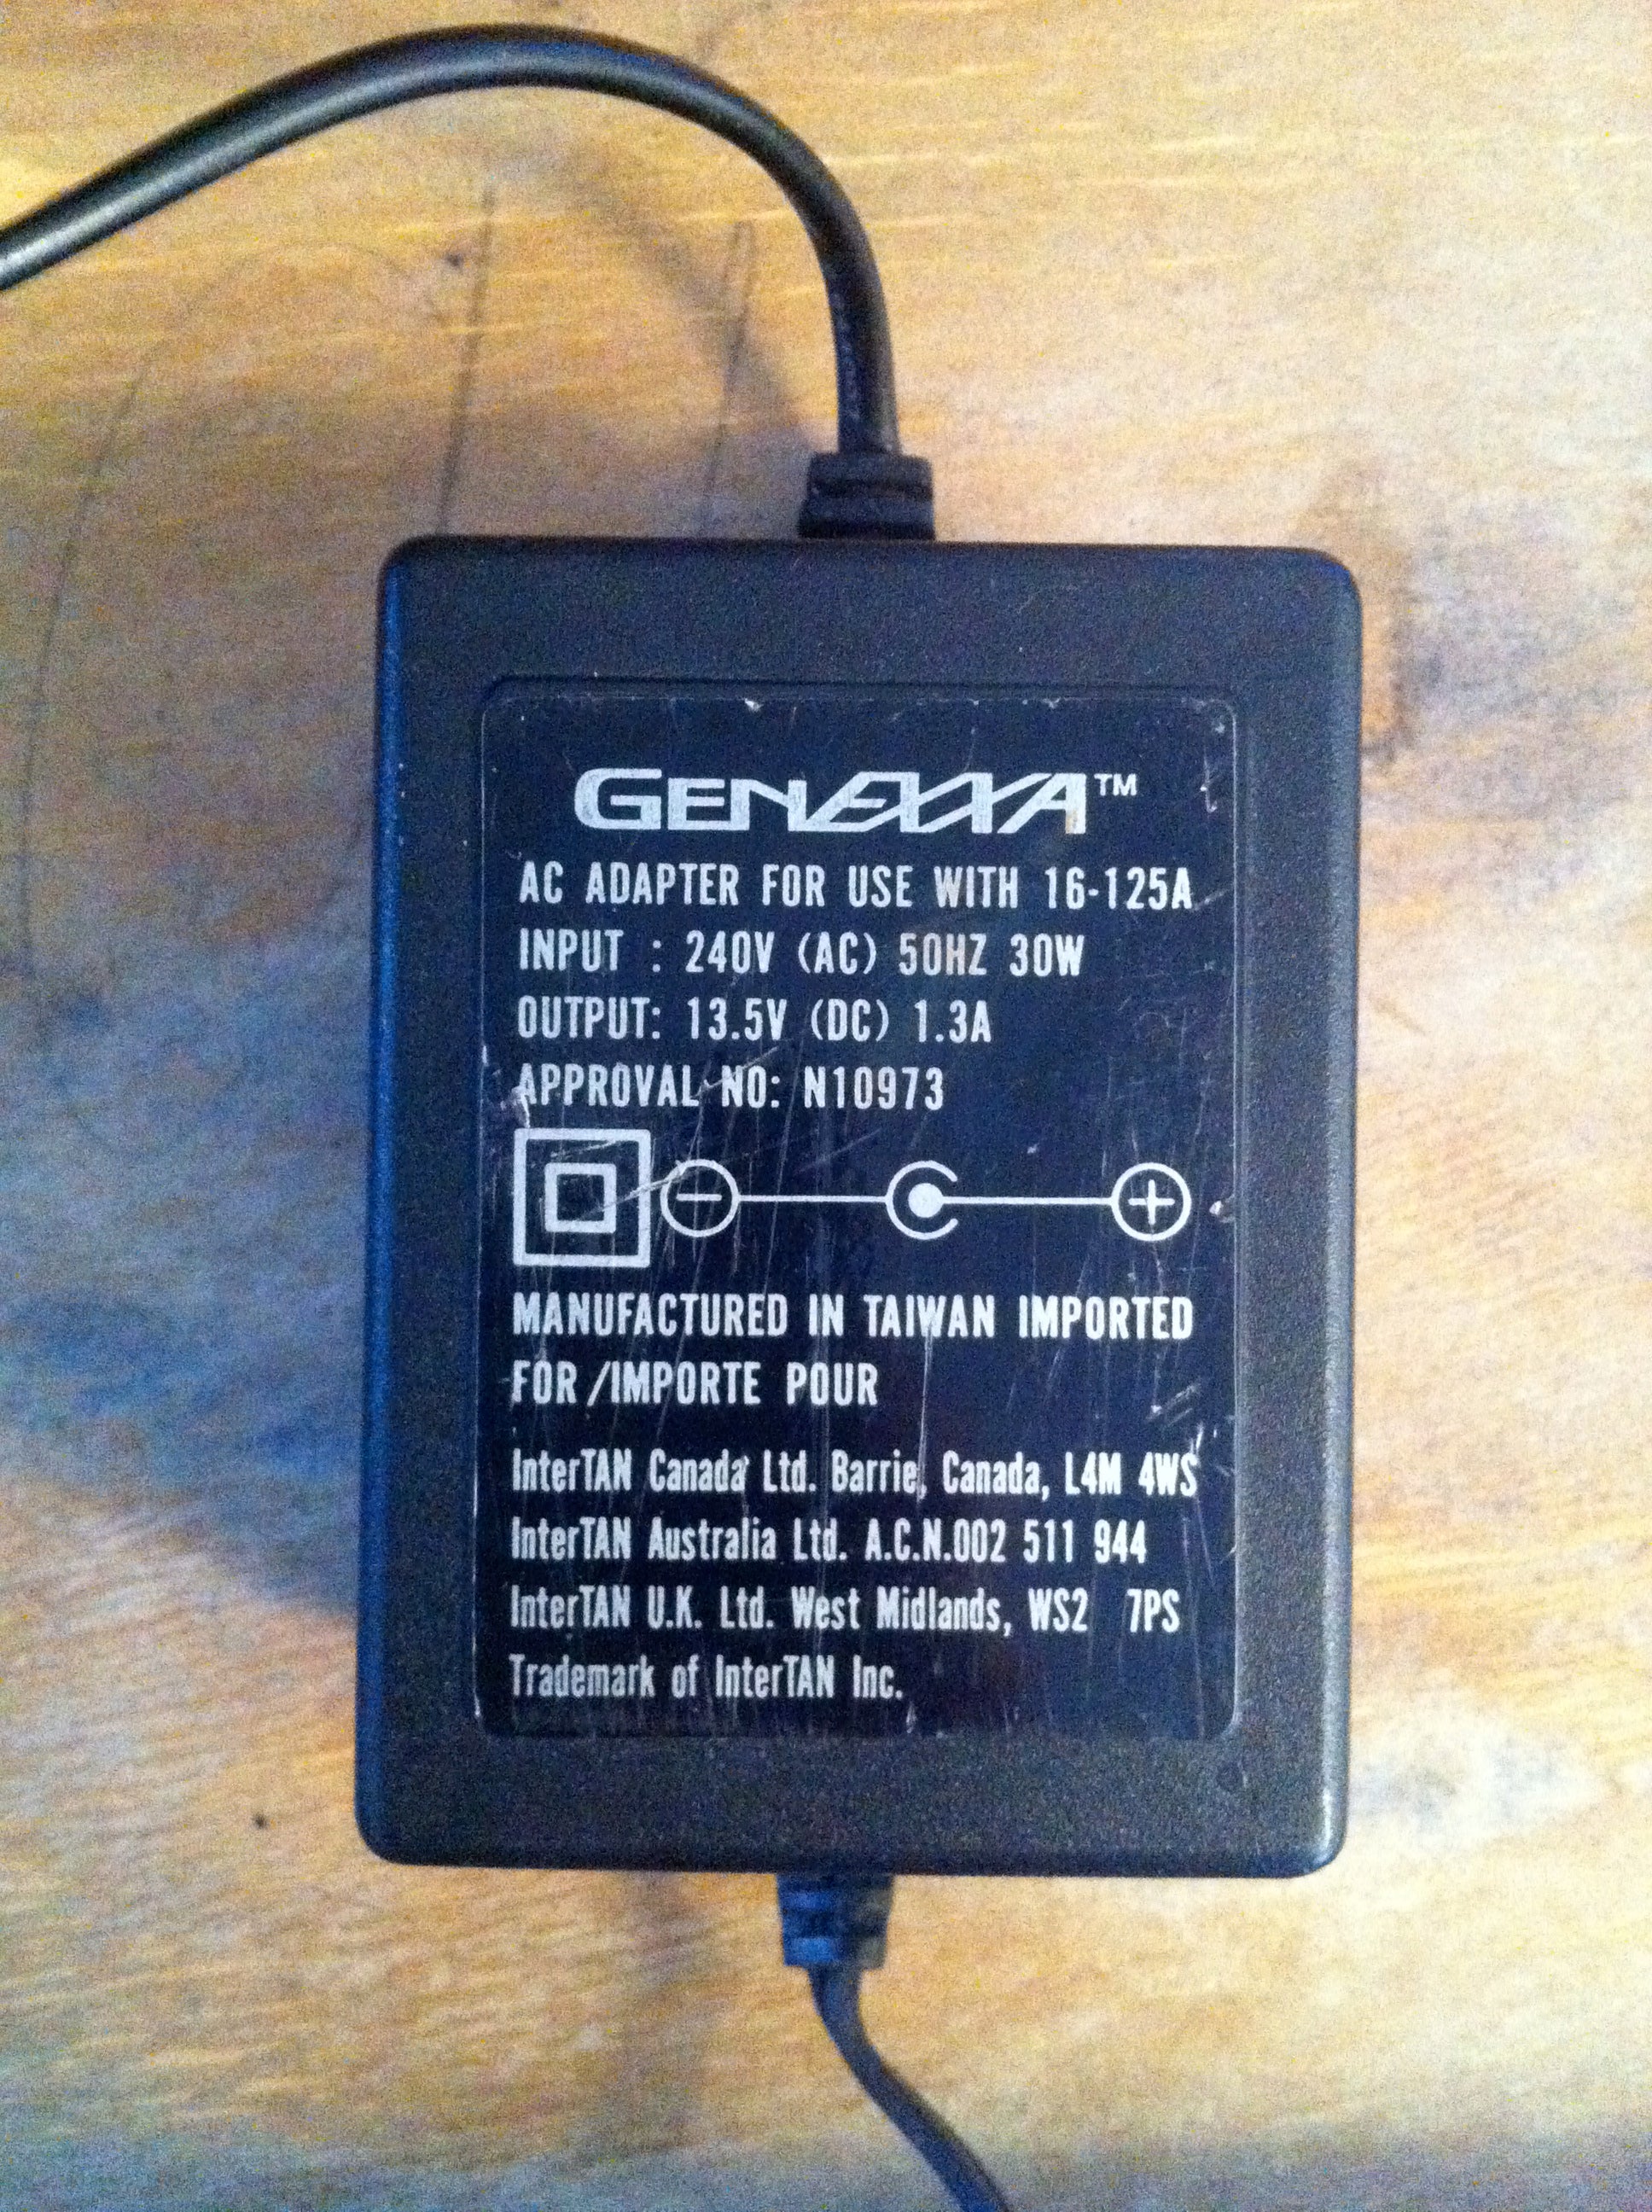 GENEXXA™
AC ADAPTER FOR USE WITH 16-125A
INPUT : 240V (AC) 50HZ 30W
OUTPUT: 13.5V (DC) 1.3A
APPROVAL NO: N10973
− +
MANUFACTURED IN TAIWAN IMPORTED
FOR /IMPORTE POUR
InterTAN Canada Ltd. Barrie, Canada, L4M 4W5
InterTAN Australia Ltd. A.C.N.002 511 944
InterTAN U.K. Ltd. West Midlands, WS2 7PS
Trademark of InterTAN Inc.